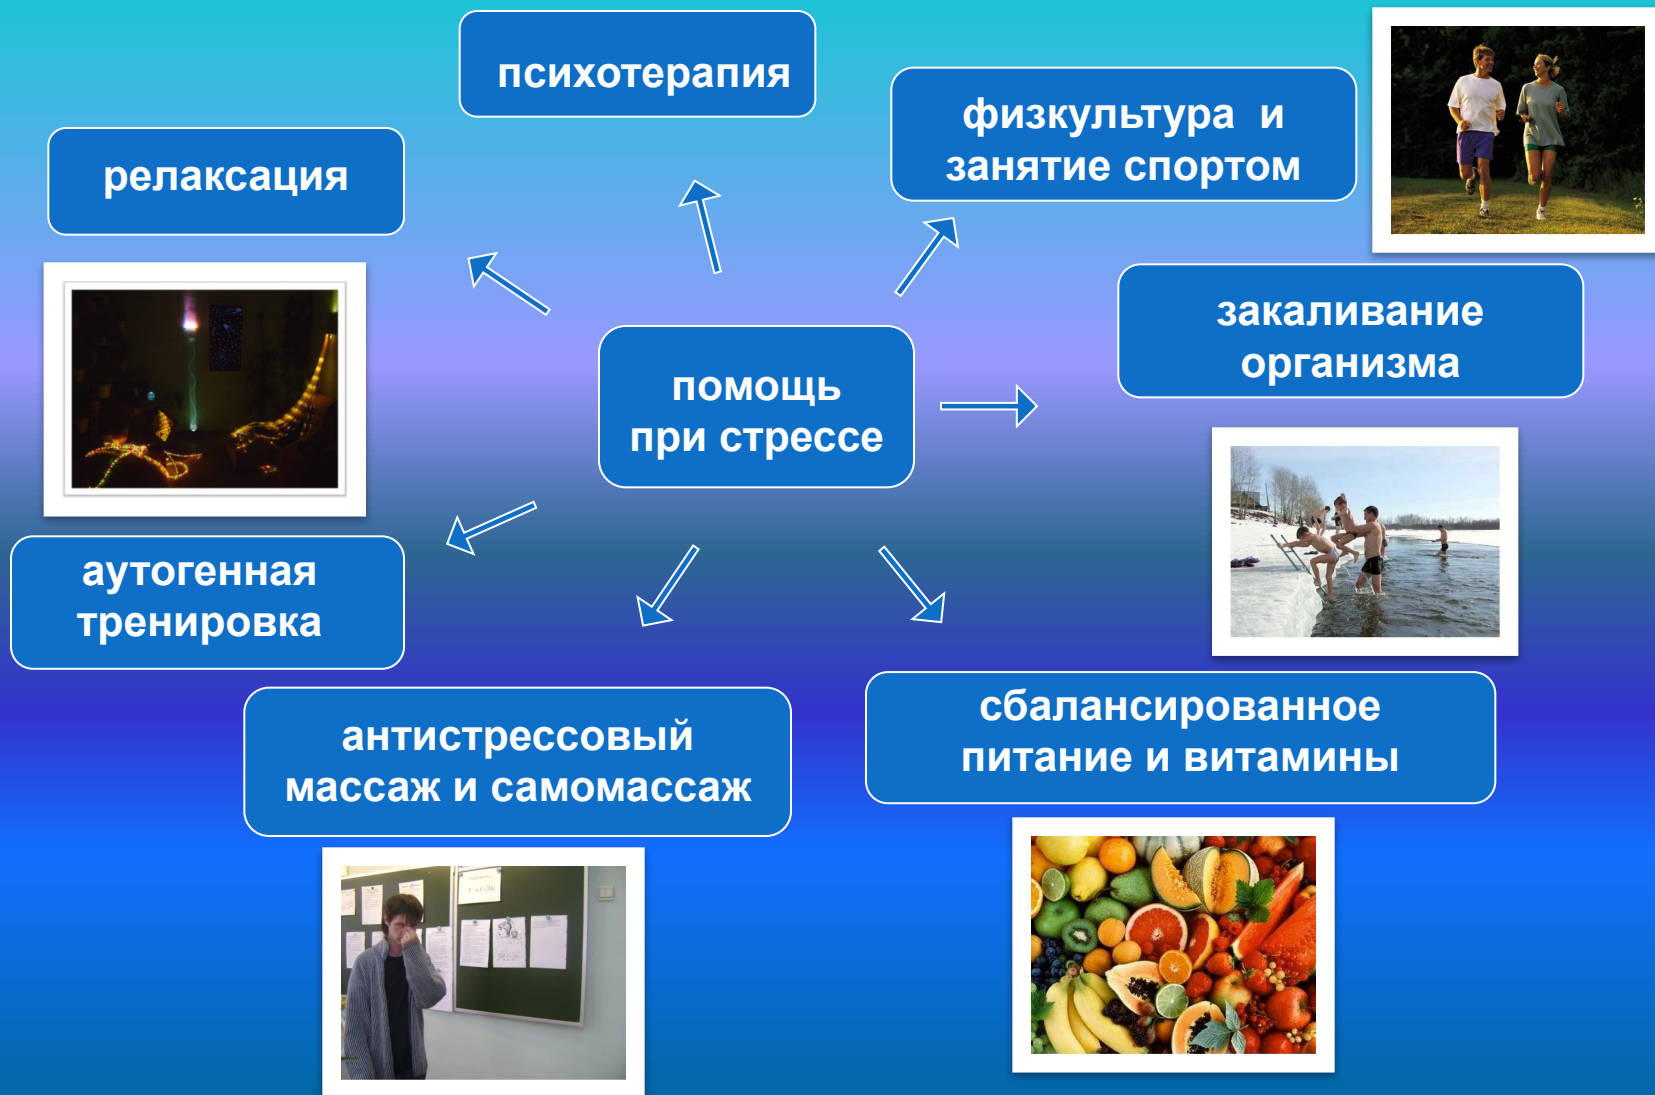 психотерапия
физкультура и
занятие спортом
релаксация
закаливание
организма
помощь
при стрессе
аутогенная
тренировка
антистрессовый
массаж и самомассаж
сбалансированное
питание и витамины